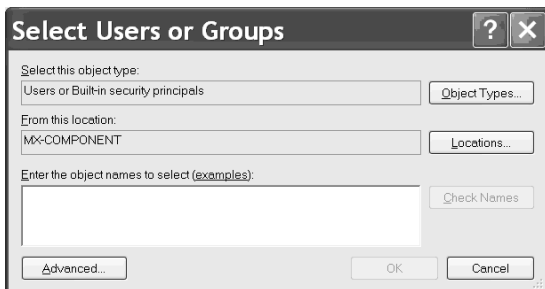 Select Users or Groups
? X
Select this object type:
Users or Built-in security principals
Object Types...
From this location:
MX-COMPONENT
Locations...
Enter the object names to select (examples):
Check Names
Advanced...
OK
Cancel